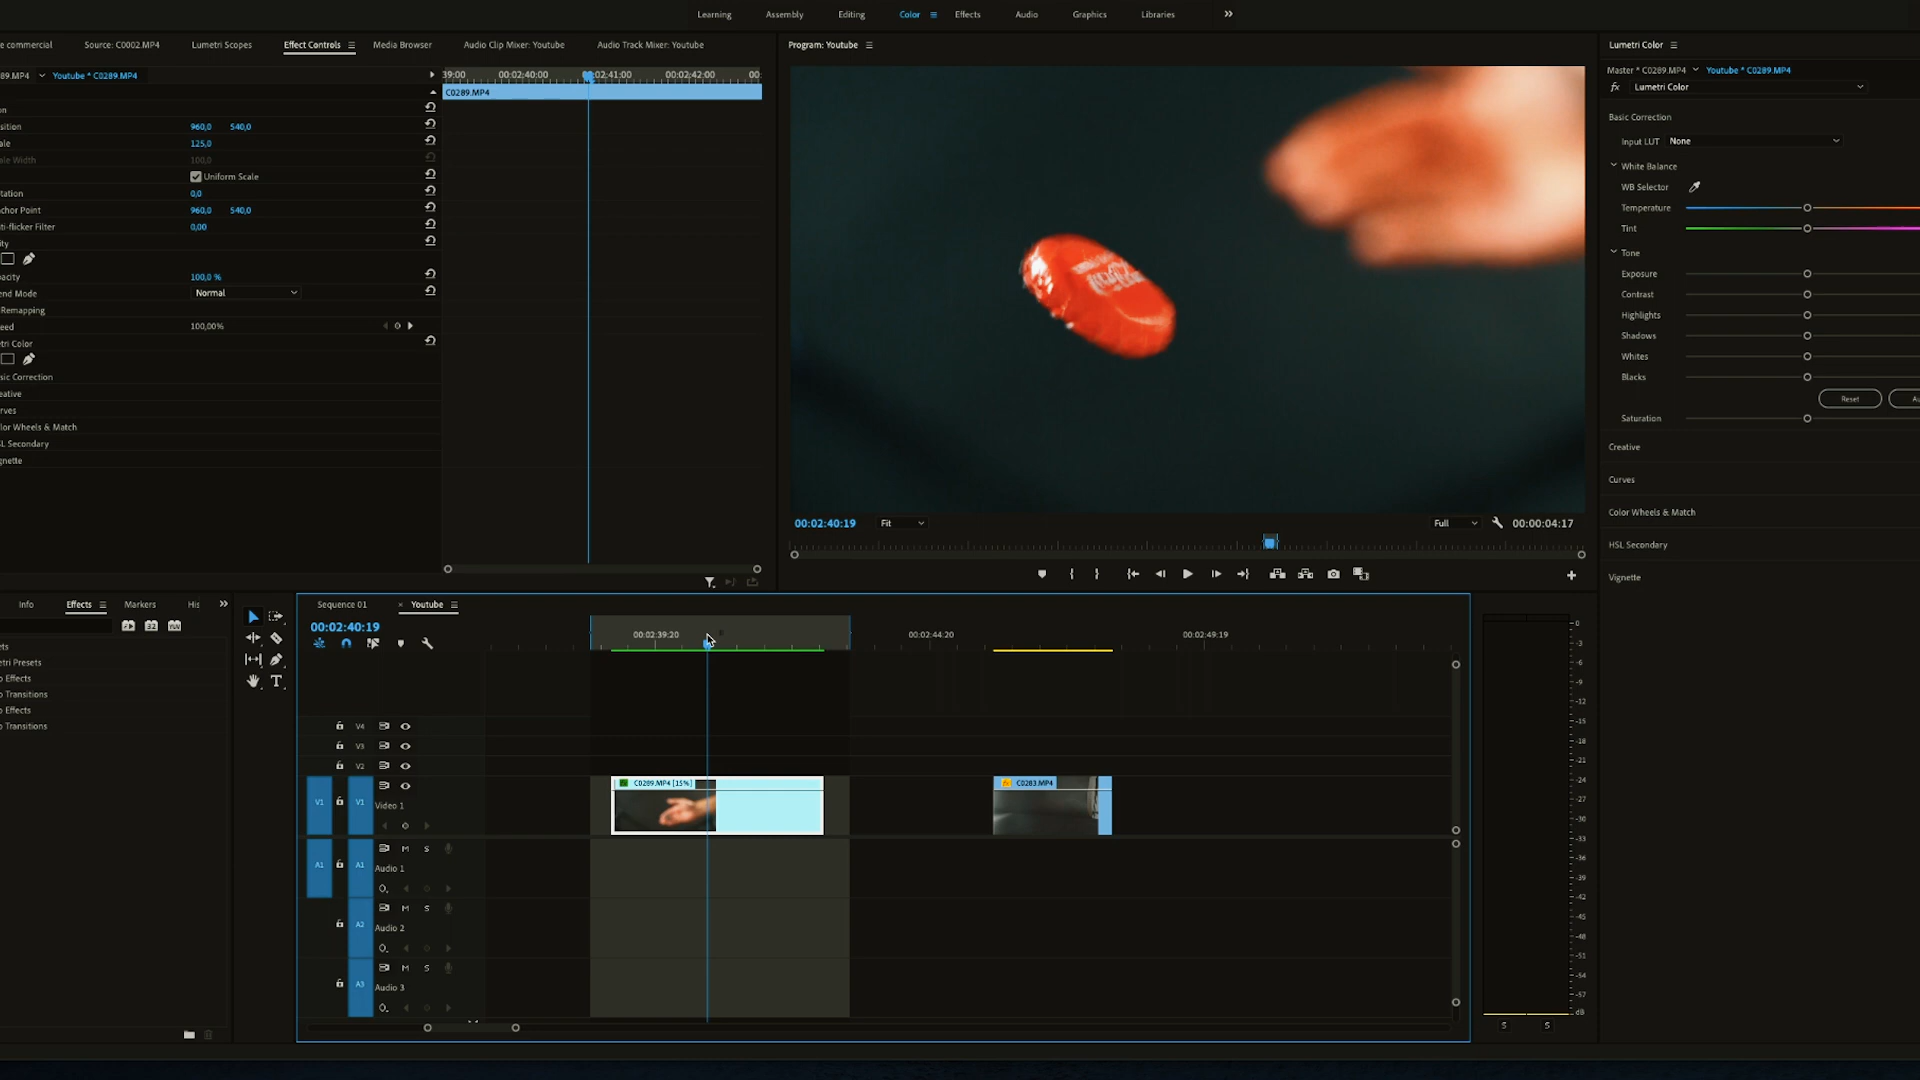 Learning Assembly Editing Color Effects Audio Graphics Libraries
e commercial Source: C0002.MP4 Lumetri Scopes Effect Controls Media Browser Audio Clip Mixer: Youtube Audio Track Mixer: Youtube
Program: Youtube
Lumetri Color
89.MP4 Youtube * C0289.MP4
39:00 00:02:40:00 00:02:41:00 00:02:42:00 00:
C0289.MP4
Master * C0289.MP4 Youtube * C0289.MP4
fx Lumetri Color
on
sition 960,0 540,0
ale 125,0
ale Width 100,0
Uniform Scale
tation 0,0
chor Point 960,0 540,0
ti-flicker Filter 0,00
ity
acity 100,0 %
end Mode Normal
Remapping
eed 100,00%
tri Color
sic Correction
eative
rves
lor Wheels & Match
SL Secondary
gnette
Basic Correction
Input LUT None
White Balance
WB Selector
Temperature
Tint
Tone
Exposure
Contrast
Highlights
Shadows
Whites
Blacks
Reset Au
Saturation
Creative
Curves
Color Wheels & Match
HSL Secondary
Vignette
00:02:40:19 Fit Full 00:00:04:17
Info Effects Markers His
ets
etri Presets
o Effects
o Transitions
o Effects
o Transitions
Sequence 01 × Youtube
00:02:40:19
00:02:39:20 00:02:44:20 00:02:49:19
V4
V3
V2
V1 V1 Video 1
C0289.MP4 [15%] C0283.MP4
A1 A1 M S Audio 1
A2 M S Audio 2
A3 M S Audio 3
0
-3
-6
-9
-12
-15
-18
-21
-24
-27
-30
-33
-36
-39
-42
-45
-48
-51
-54
-57
dB
S S